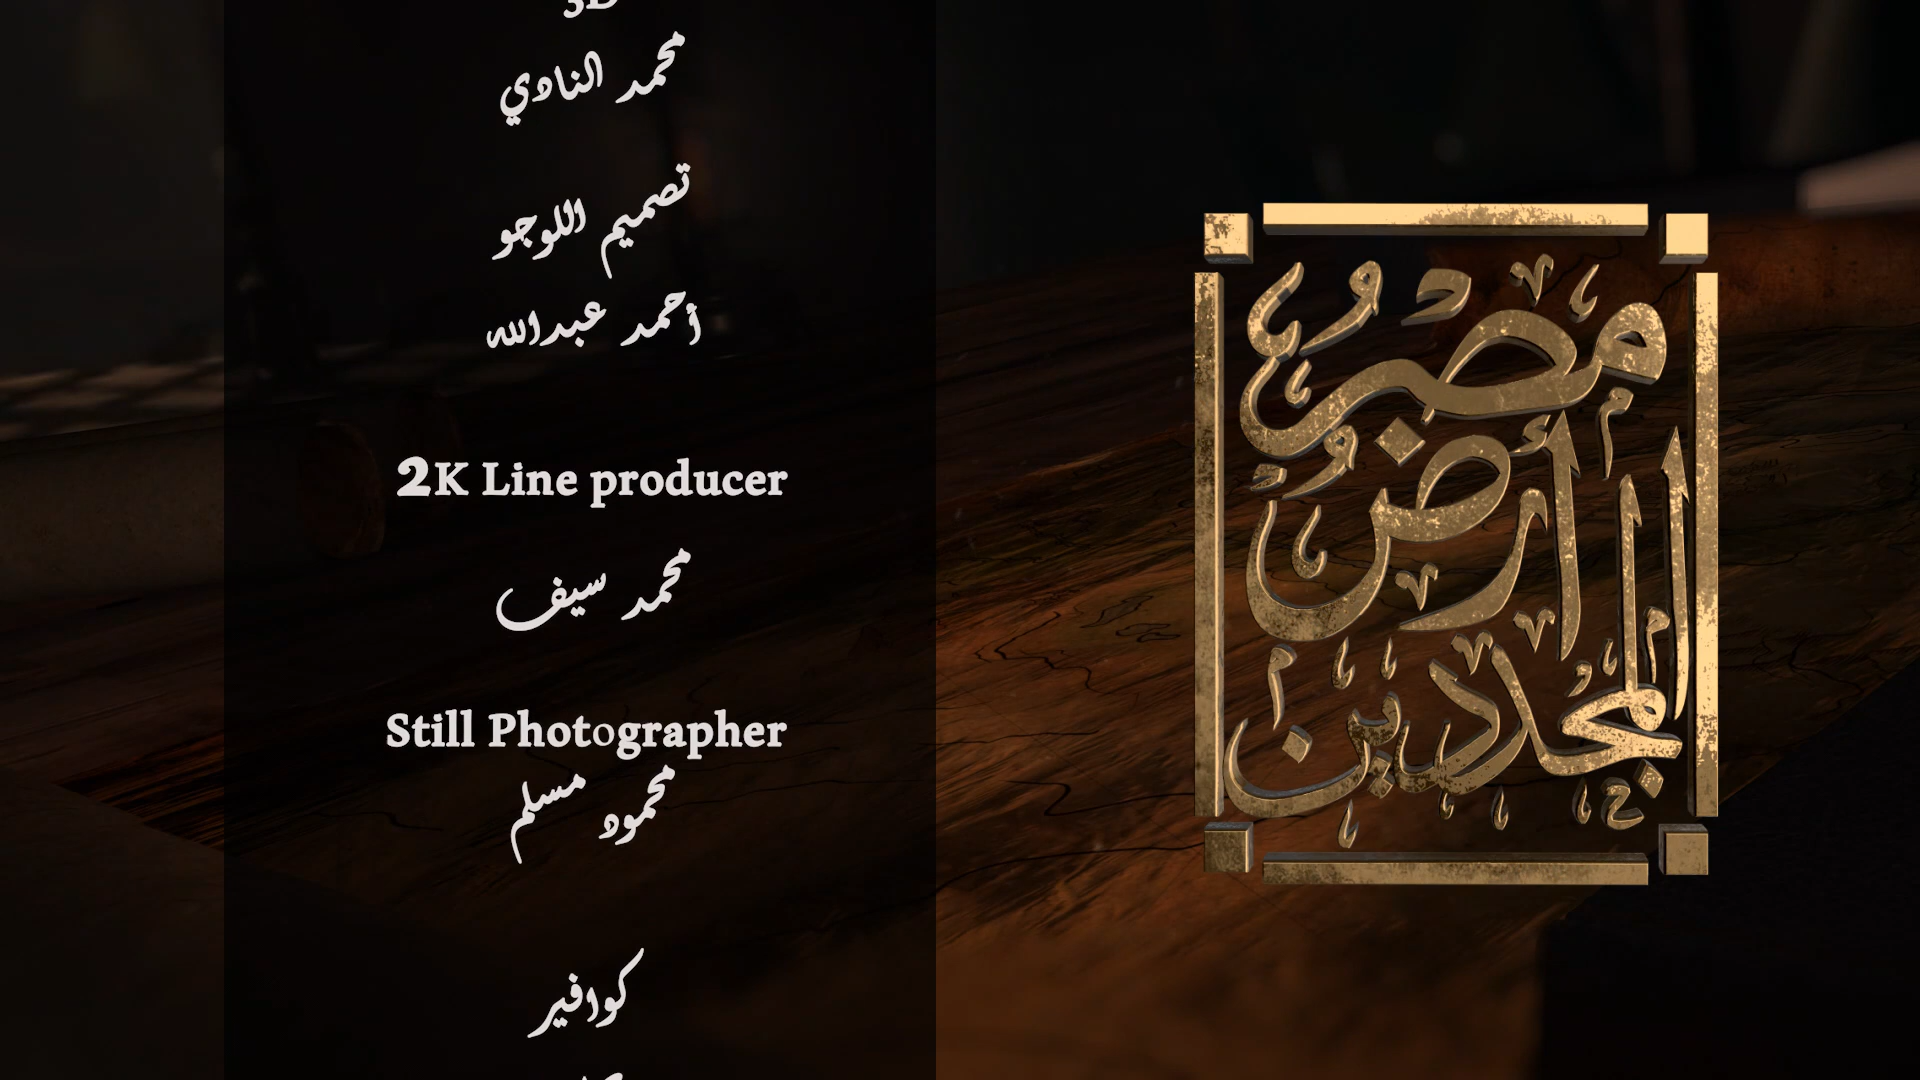 3D
محمد النادي
تصميم اللوجو
أحمد عبدالله
2K Line producer
محمد سيف
Still Photographer
محمود مسلم
كوافير
مصر
أرض
المجددين